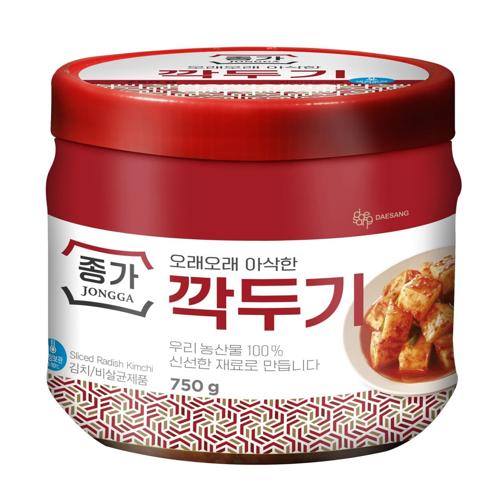 종가
JONGGA
오래오래 아삭한
깍두기
DAESANG
종가
JONGGA
오래오래 아삭한
깍두기
우리 농산물 100%
신선한 재료로 만듭니다
750 g
Sliced Radish Kimchi
김치/비살균제품